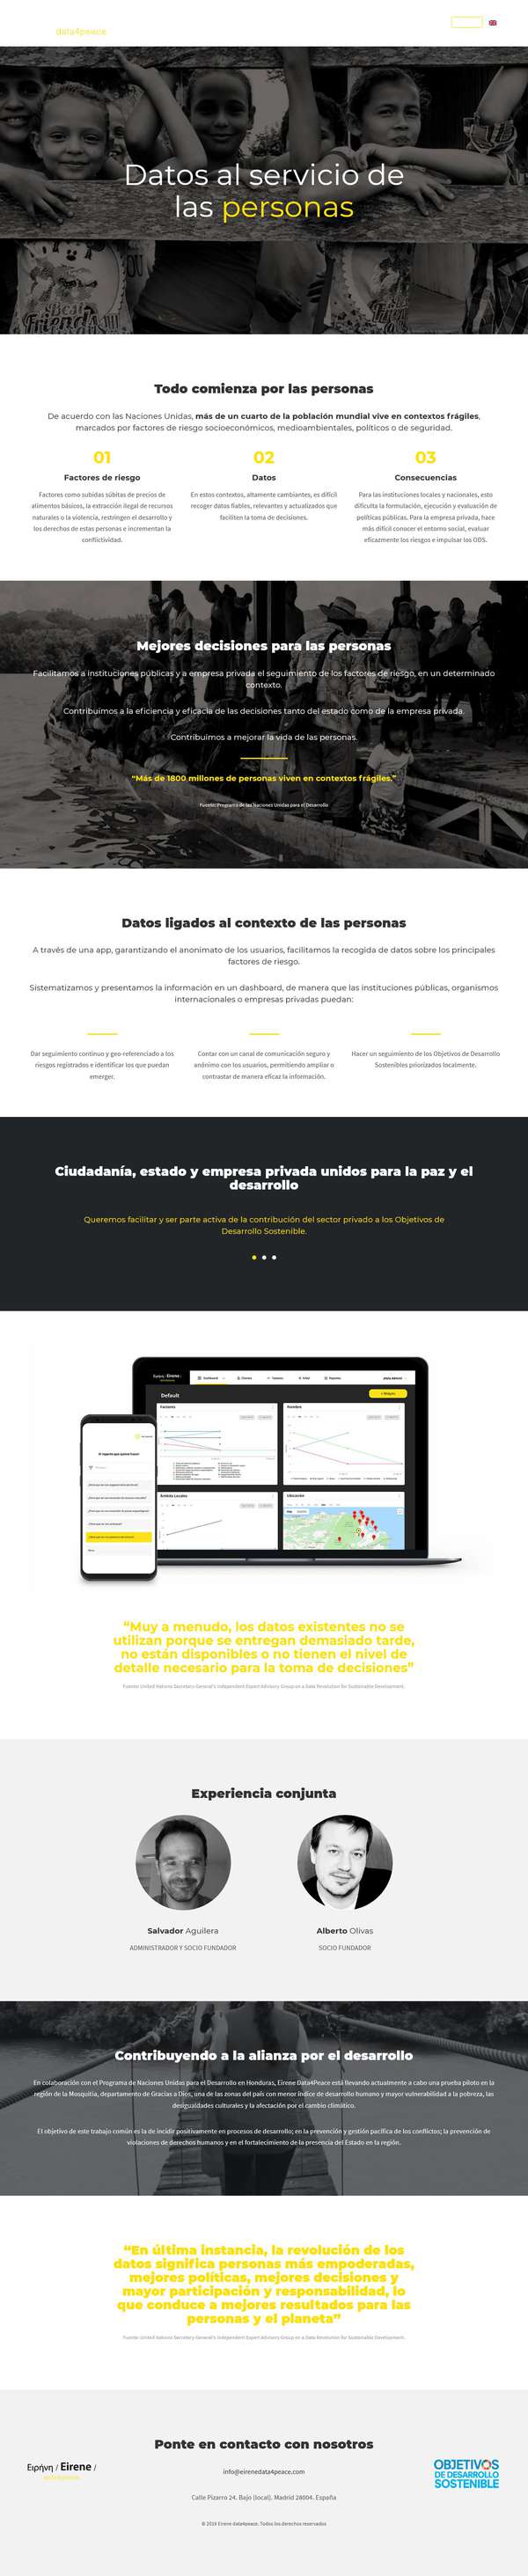 data4peace
Datos al servicio de
las personas
Todo comienza por las personas
De acuerdo con las Naciones Unidas, más de un cuarto de la población mundial vive en contextos frágiles,
marcados por factores de riesgo socioeconómicos, medioambientales, políticos o de seguridad.
01
Factores de riesgo
Factores como subidas súbitas de precios de
alimentos básicos, la extracción ilegal de recursos
naturales o la violencia, restringen el desarrollo y
los derechos de estas personas e incrementan la
conflictividad.
02
Datos
En estos contextos, altamente cambiantes, es difícil
recoger datos fiables, relevantes y actualizados que
faciliten la toma de decisiones.
03
Consecuencias
Para las instituciones locales y nacionales, esto
dificulta la formulación, ejecución y evaluación de
políticas públicas. Para la empresa privada, hace
más difícil conocer el entorno social, evaluar
eficazmente los riesgos e impulsar los ODS.
Mejores decisiones para las personas
Facilitamos a instituciones públicas y a empresa privada el seguimiento de los factores de riesgo, en un determinado
contexto.
Contribuimos a la eficiencia y eficacia de las decisiones tanto del estado como de la empresa privada.
Contribuimos a mejorar la vida de las personas.
“Más de 1800 millones de personas viven en contextos frágiles.”
Fuente: Programa de las Naciones Unidas para el Desarrollo
Datos ligados al contexto de las personas
A través de una app, garantizando el anonimato de los usuarios, facilitamos la recogida de datos sobre los principales
factores de riesgo.
Sistematizamos y presentamos la información en un dashboard, de manera que las instituciones públicas, organismos
internacionales o empresas privadas puedan:
Dar seguimiento continuo y geo-referenciado a los
riesgos registrados e identificar los que puedan
emerger.
Contar con un canal de comunicación seguro y
anónimo con los usuarios, permitiendo ampliar o
contrastar de manera eficaz la información.
Hacer un seguimiento de los Objetivos de Desarrollo
Sostenibles priorizados localmente.
Ciudadanía, estado y empresa privada unidos para la paz y el
desarrollo
Queremos facilitar y ser parte activa de la contribución del sector privado a los Objetivos de
Desarrollo Sostenible.
Eirene
Dashboard
Default
Factores
Nombre
Ámbitos Locales
Ubicación
“Muy a menudo, los datos existentes no se
utilizan porque se entregan demasiado tarde,
no están disponibles o no tienen el nivel de
detalle necesario para la toma de decisiones”
Fuente: United Nations Secretary-General’s Independent Expert Advisory Group on a Data Revolution for Sustainable Development.
Experiencia conjunta
Salvador Aguilera
ADMINISTRADOR Y SOCIO FUNDADOR
Alberto Olivas
SOCIO FUNDADOR
Contribuyendo a la alianza por el desarrollo
En colaboración con el Programa de Naciones Unidas para el Desarrollo en Honduras, Eirene Data4Peace está llevando actualmente a cabo una prueba piloto en la
región de la Mosquitia, departamento de Gracias a Dios, una de las zonas del país con menor índice de desarrollo humano y mayor vulnerabilidad a la pobreza, las
desigualdades culturales y la afectación por el cambio climático.
El objetivo de este trabajo común es la de incidir positivamente en procesos de desarrollo; en la prevención y gestión pacífica de los conflictos; la prevención de
violaciones de derechos humanos y en el fortalecimiento de la presencia del Estado en la región.
“En última instancia, la revolución de los
datos significa personas más empoderadas,
mejores políticas, mejores decisiones y
mayor participación y responsabilidad, lo
que conduce a mejores resultados para las
personas y el planeta”
Fuente: United Nations Secretary-General’s Independent Expert Advisory Group on a Data Revolution for Sustainable Development.
Ponte en contacto con nosotros
Ειρήνη / Eirene /
data4peace
info@eirenedata4peace.com
OBJETIVOS
DE DESARROLLO
SOSTENIBLE
Calle Pizarro 24. Bajo (local). Madrid 28004. España
© 2019 Eirene data4peace. Todos los derechos reservados